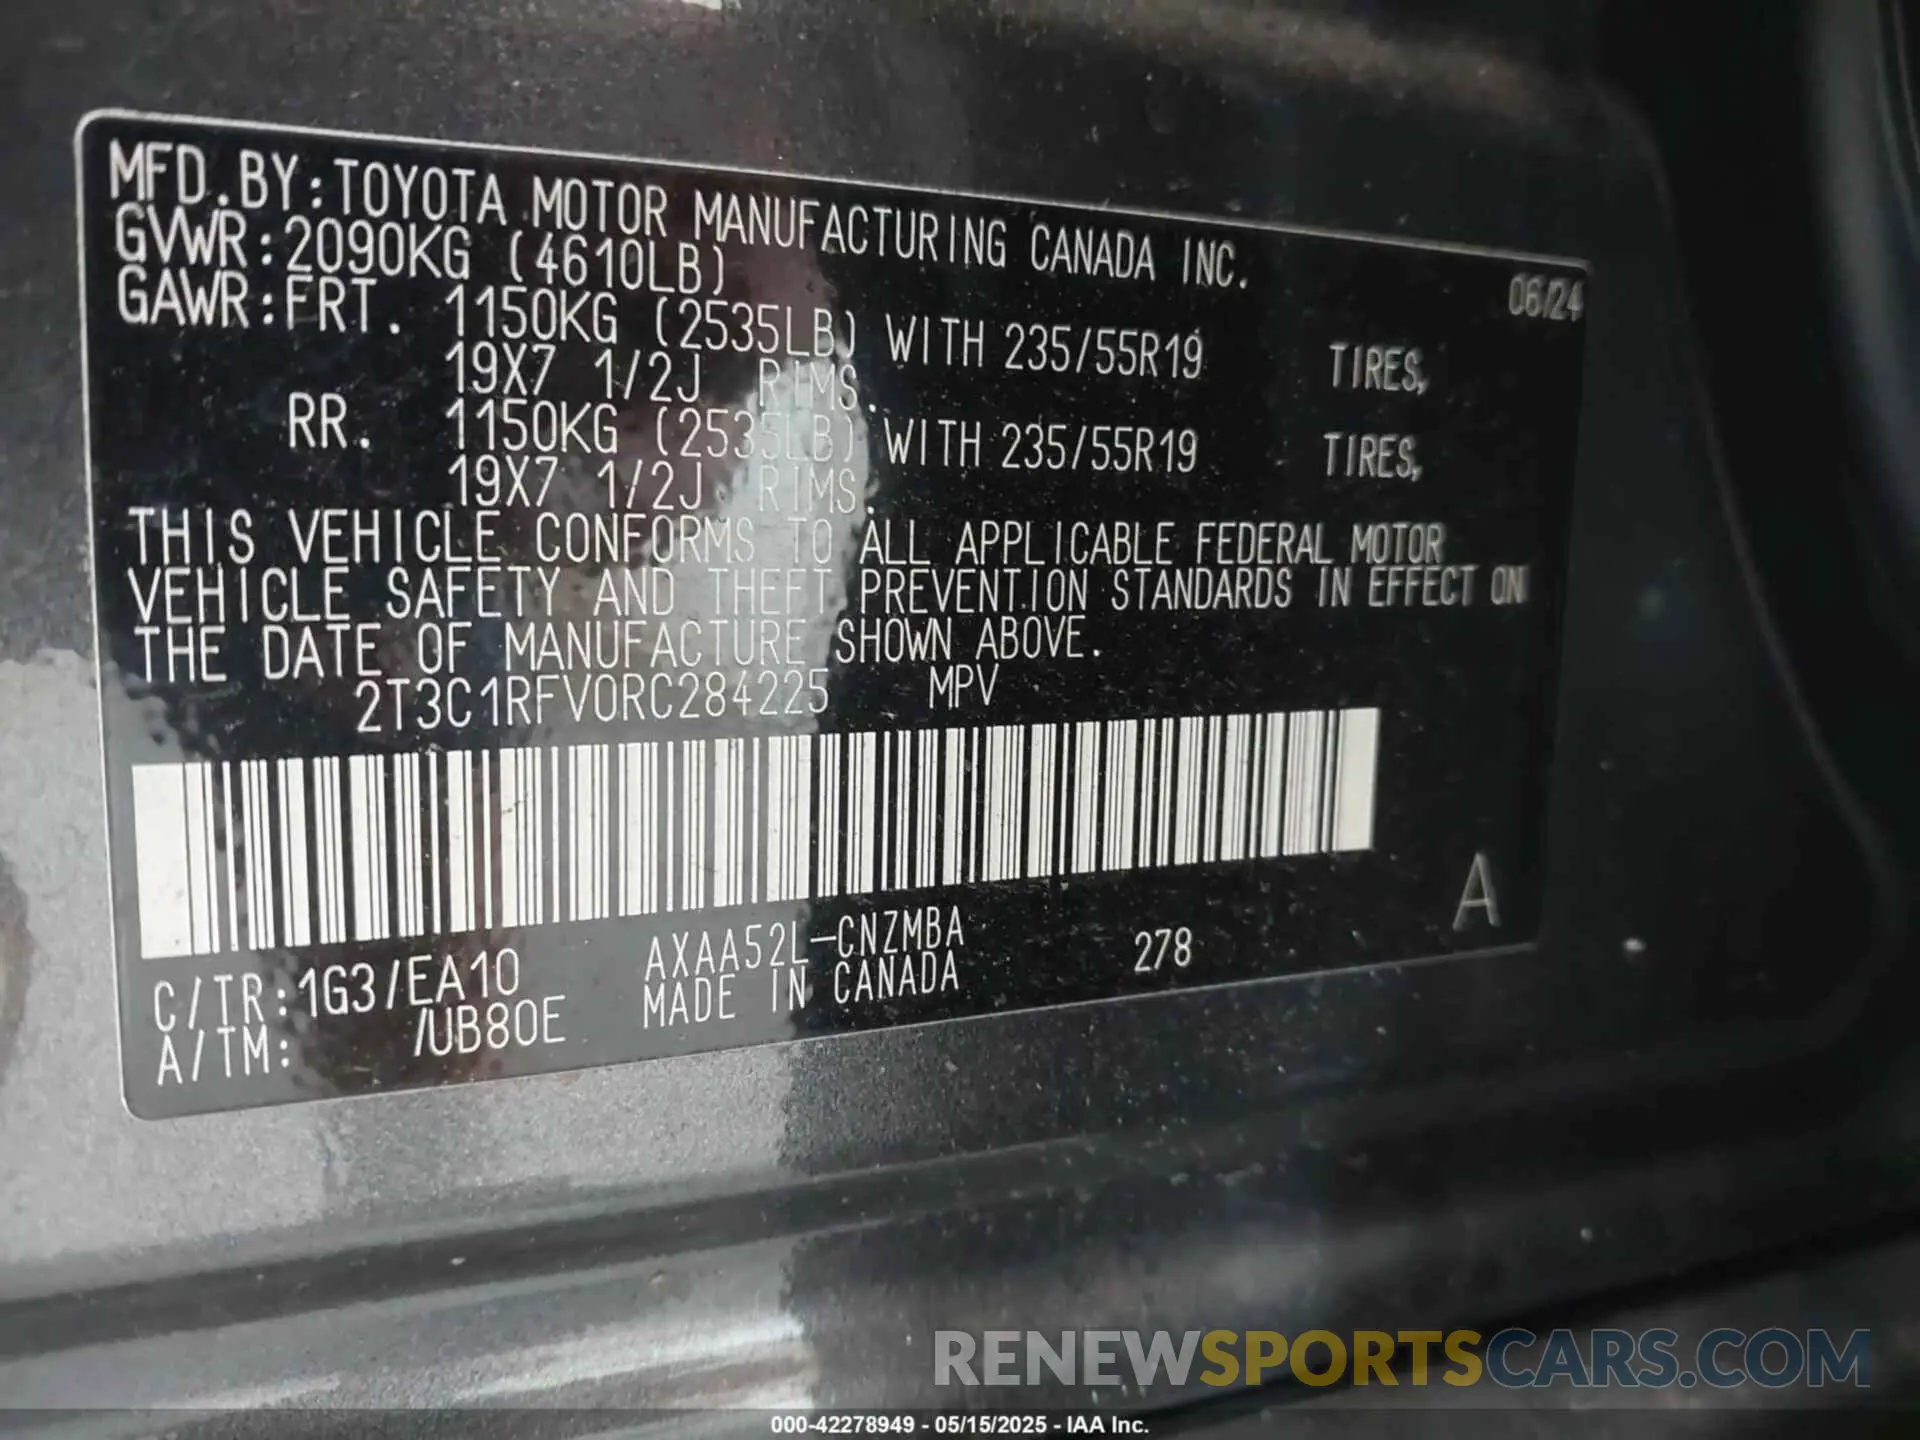 MFD.BY:TOYOTA MOTOR MANUFACTURING CANADA INC.
GVWR:2090KG (4610LB) 06/24
GAWR:FRT. 1150KG (2535LB) WITH 235/55R19 TIRES,
19X7 1/2J RIMS.
RR. 1150KG (2535LB) WITH 235/55R19 TIRES,
19X7 1/2J RIMS.
THIS VEHICLE CONFORMS TO ALL APPLICABLE FEDERAL MOTOR
VEHICLE SAFETY AND THEFT PREVENTION STANDARDS IN EFFECT ON
THE DATE OF MANUFACTURE SHOWN ABOVE.
2T3C1RFV0RC284225 MPV
A
C/TR:1G3/EA10 AXAA52L-CNZMBA 278
A/TM: /UB80E MADE IN CANADA
RENEWSPORTSCARS.COM
000-42278949 - 05/15/2025 - IAA Inc.